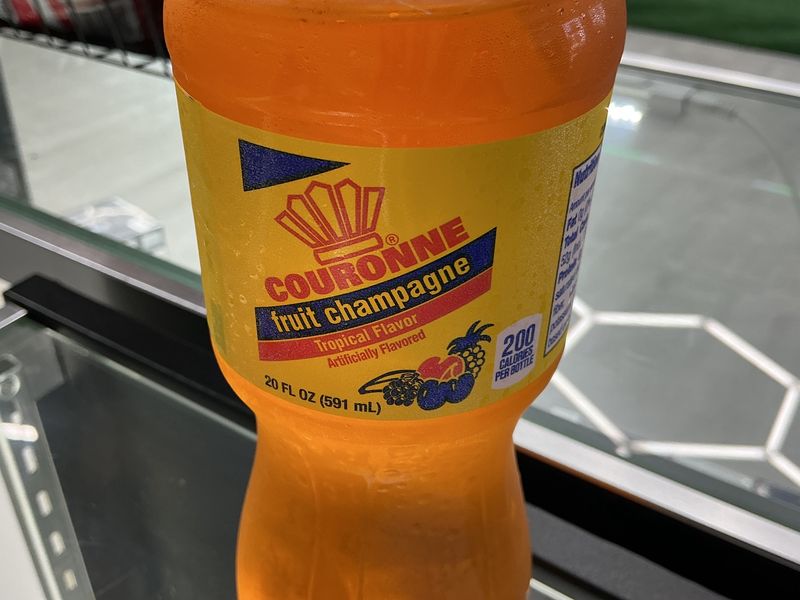 COURONNE®
fruit champagne
Tropical Flavor
Artificially Flavored
20 FL OZ (591 mL)
200
CALORIES
PER BOTTLE